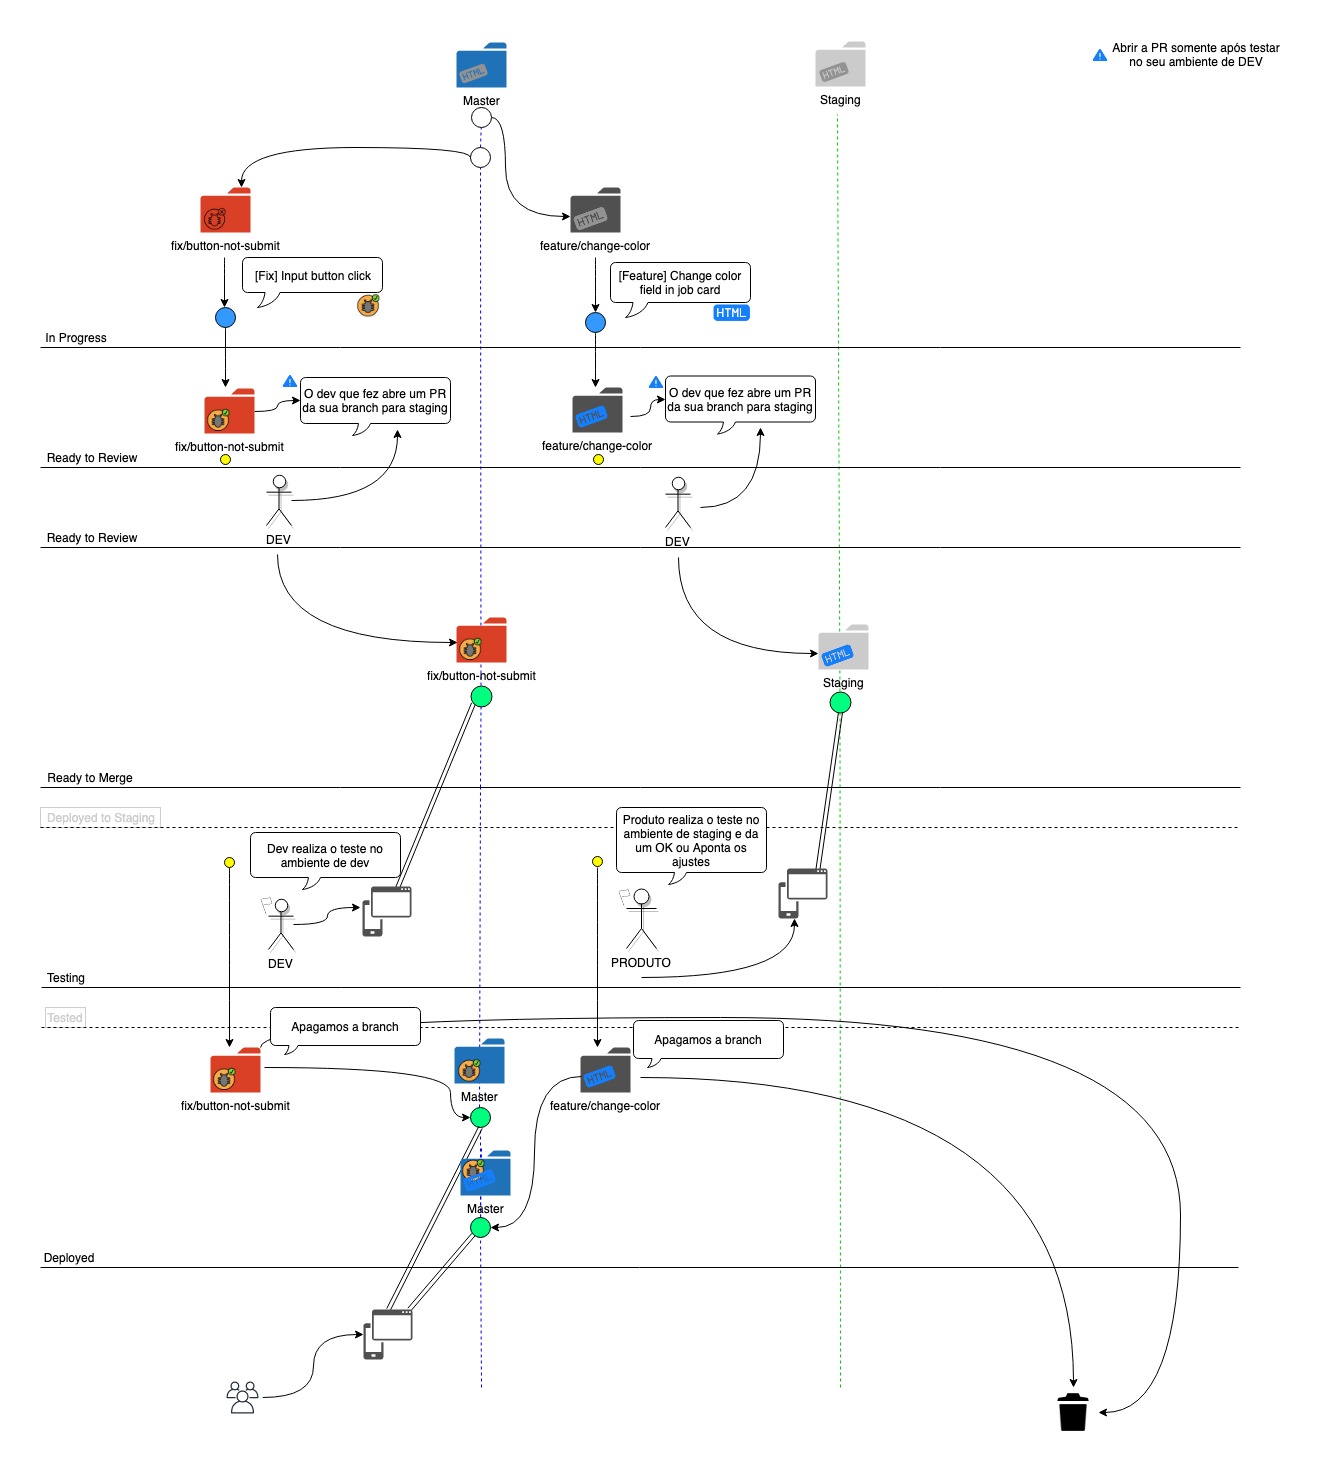 Abrir a PR somente após testar
no seu ambiente de DEV
HTML
HTML
Master
Staging
HTML
fix/button-not-submit
feature/change-color
[Fix] Input button click
[Feature] Change color
field in job card
HTML
In Progress
O dev que fez abre um PR
da sua branch para staging
O dev que fez abre um PR
da sua branch para staging
HTML
fix/button-not-submit
feature/change-color
Ready to Review
DEV
DEV
Ready to Review
HTML
fix/button-not-submit
Staging
Ready to Merge
Deployed to Staging
Produto realiza o teste no
ambiente de staging e da
um OK ou Aponta os
ajustes
Dev realiza o teste no
ambiente de dev
DEV
PRODUTO
Testing
Tested
Apagamos a branch
Apagamos a branch
HTML
fix/button-not-submit
Master
feature/change-color
HTML
Master
Deployed